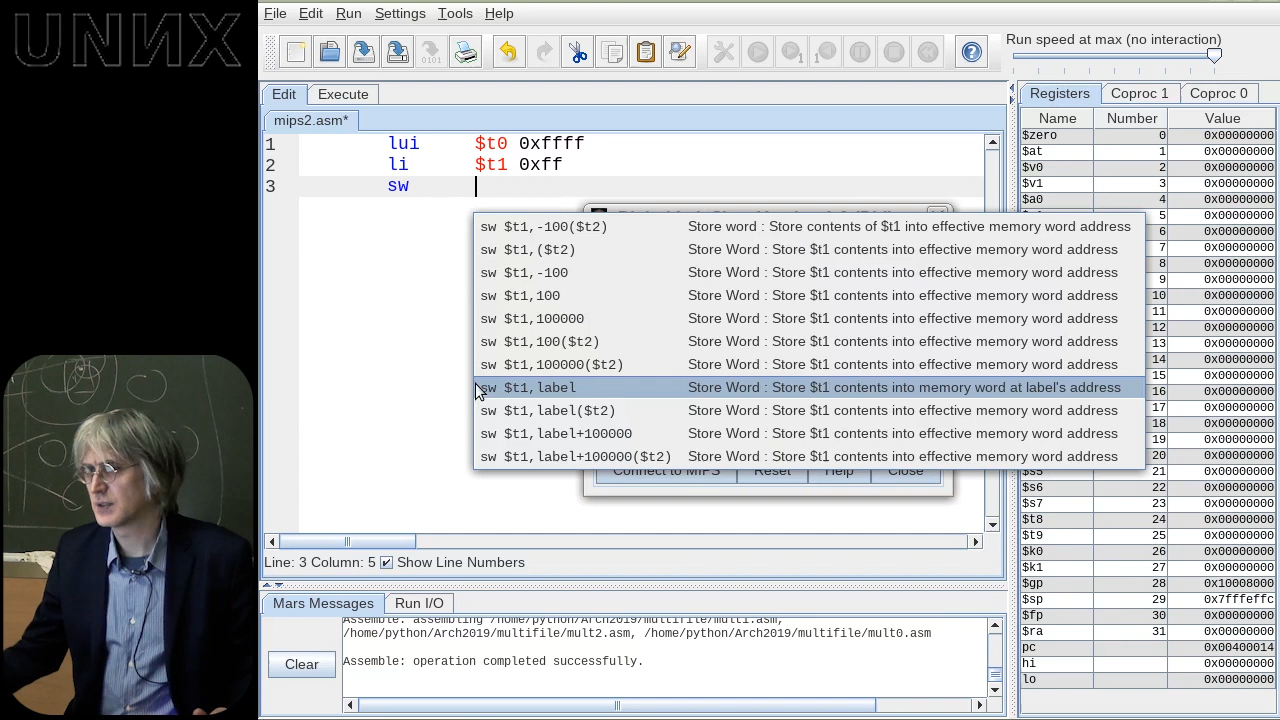 UNИX
File Edit Run Settings Tools Help
Run speed at max (no interaction)
Edit Execute
mips2.asm*
1 lui $t0 0xffff
2 li $t1 0xff
3 sw
sw $t1,-100($t2) Store word : Store contents of $t1 into effective memory word address
sw $t1,($t2) Store Word : Store $t1 contents into effective memory word address
sw $t1,-100 Store Word : Store $t1 contents into effective memory word address
sw $t1,100 Store Word : Store $t1 contents into effective memory word address
sw $t1,100000 Store Word : Store $t1 contents into effective memory word address
sw $t1,100($t2) Store Word : Store $t1 contents into effective memory word address
sw $t1,100000($t2) Store Word : Store $t1 contents into effective memory word address
sw $t1,label Store Word : Store $t1 contents into memory word at label's address
sw $t1,label($t2) Store Word : Store $t1 contents into effective memory word address
sw $t1,label+100000 Store Word : Store $t1 contents into effective memory word address
sw $t1,label+100000($t2) Store Word : Store $t1 contents into effective memory word address
Connect to MIPS Reset Help Close
Line: 3 Column: 5 Show Line Numbers
Mars Messages Run I/O
Clear
Assemble: assembling /home/python/Arch2019/multifile/mult1.asm,
/home/python/Arch2019/multifile/mult2.asm, /home/python/Arch2019/multifile/mult0.asm
Assemble: operation completed successfully.
Registers Coproc 1 Coproc 0
Name Number Value
$zero 0 0x00000000
$at 1 0x00000000
$v0 2 0x00000000
$v1 3 0x00000000
$a0 4 0x00000000
5 0x00000000
6 0x00000000
7 0x00000000
8 0x00000000
9 0x00000000
10 0x00000000
11 0x00000000
12 0x00000000
13 0x00000000
14 0x00000000
15 0x00000000
16 0x00000000
17 0x00000000
18 0x00000000
19 0x00000000
20 0x00000000
$s5 21 0x00000000
$s6 22 0x00000000
$s7 23 0x00000000
$t8 24 0x00000000
$t9 25 0x00000000
$k0 26 0x00000000
$k1 27 0x00000000
$gp 28 0x10008000
$sp 29 0x7fffeffc
$fp 30 0x00000000
$ra 31 0x00000000
pc 0x00400014
hi 0x00000000
lo 0x00000000